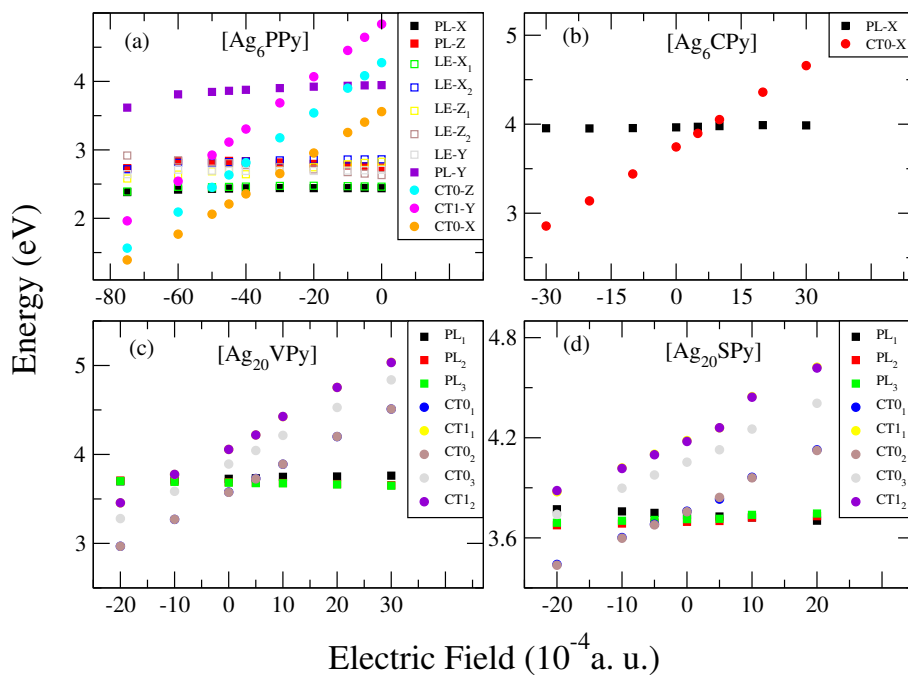 (a)
[Ag6PPy]
PL-X
PL-Z
LE-X1
LE-X2
LE-Z1
LE-Z2
LE-Y
PL-Y
CT0-Z
CT1-Y
CT0-X
5
4
3
2
-80 -60 -40 -20 0
(b)
[Ag6CPy]
PL-X
CT0-X
5
4
3
-30 -15 0 15 30
(c)
[Ag20VPy]
PL1
PL2
PL3
CT01
CT11
CT02
CT03
CT12
5
4
3
-20 -10 0 10 20 30
(d)
[Ag20SPy]
PL1
PL2
PL3
CT01
CT11
CT02
CT03
CT12
4.8
4.2
3.6
-20 -10 0 10 20
Energy (eV)
Electric Field (10-4a. u.)